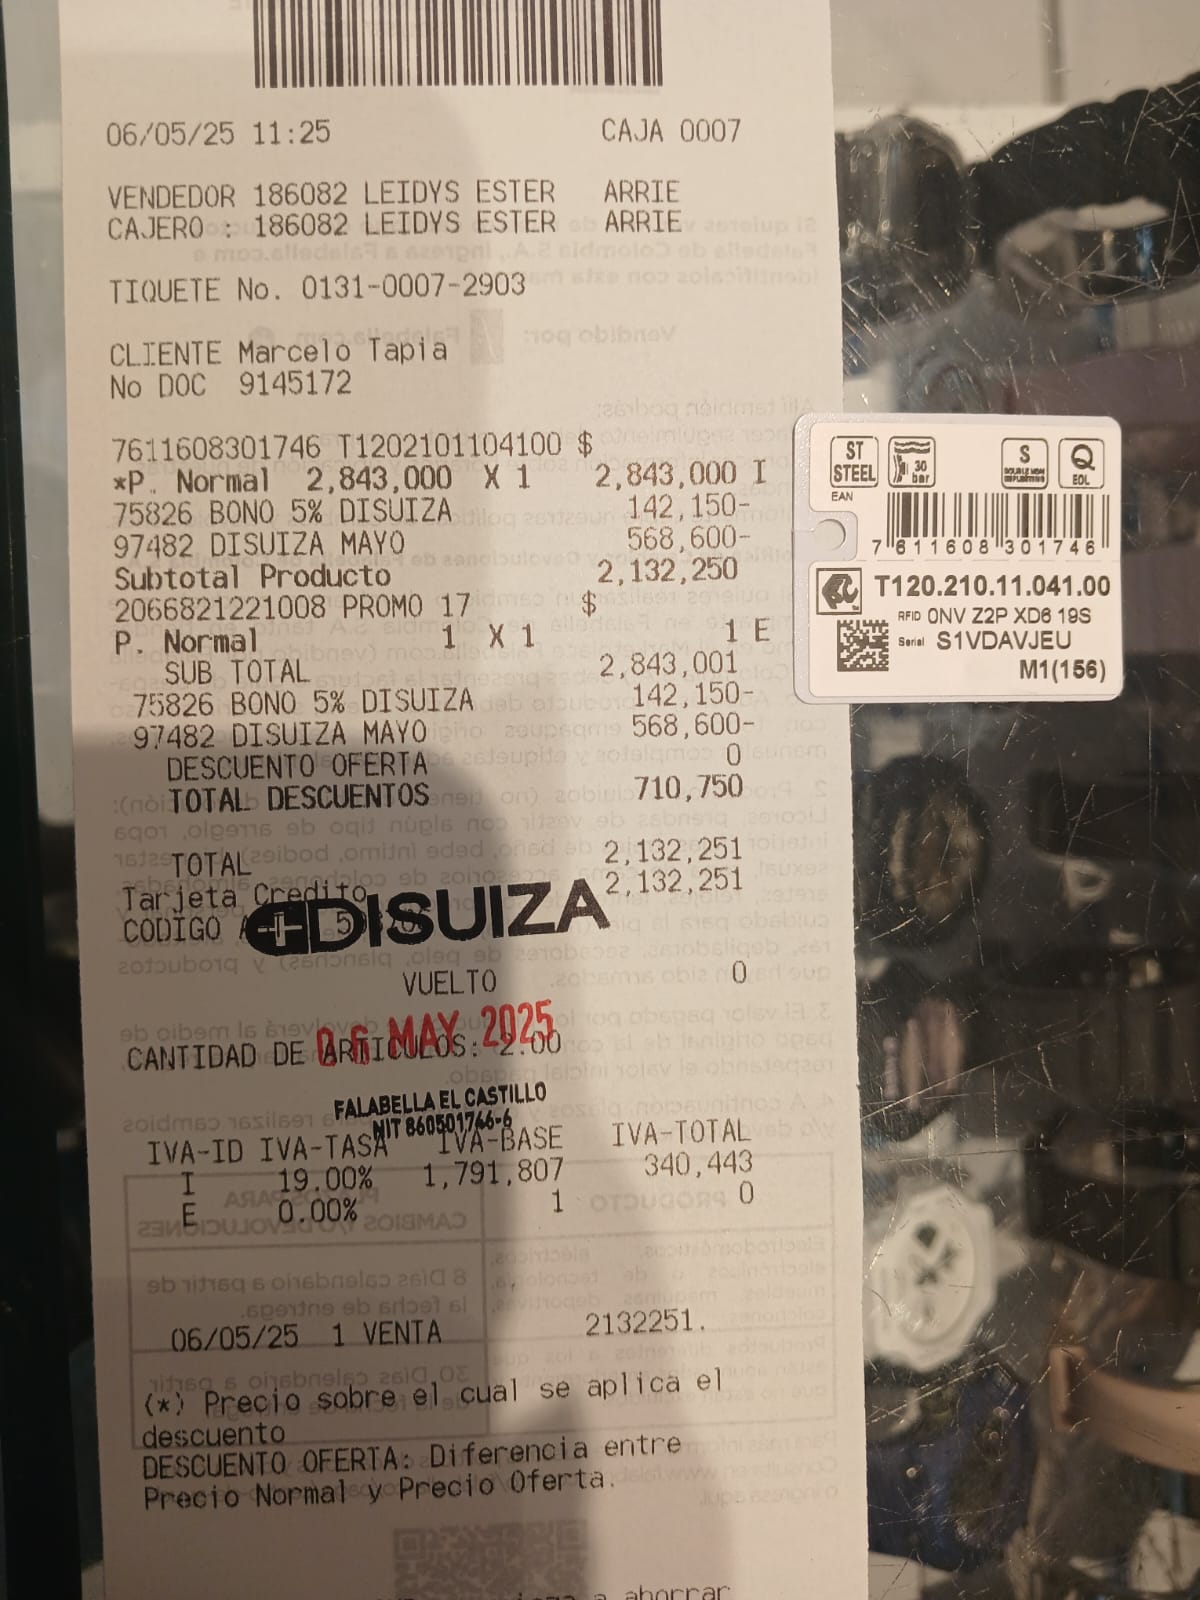 06/05/25 11:25 CAJA 0007
VENDEDOR 186082 LEIDYS ESTER ARRIE
CAJERO : 186082 LEIDYS ESTER ARRIE
TIQUETE No. 0131-0007-2903
CLIENTE Marcelo Tapia
No DOC 9145172
7611608301746 T1202101104100 $
*P. Normal 2,843,000 X 1 2,843,000 I
75826 BONO 5% DISUIZA 142,150-
97482 DISUIZA MAYO 568,600-
Subtotal Producto 2,132,250
2066821221008 PROMO 17 $
P. Normal 1 X 1 1 E
SUB TOTAL 2,843,001
75826 BONO 5% DISUIZA 142,150-
97482 DISUIZA MAYO 568,600-
DESCUENTO OFERTA 0
TOTAL DESCUENTOS 710,750
TOTAL 2,132,251
Tarjeta Credito 2,132,251
CODIGO
DISUIZA
VUELTO 0
06 MAY 2025
CANTIDAD DE ARTICULOS: 2.00
FALABELLA EL CASTILLO
NIT 860501766-6
IVA-ID IVA-TASA IVA-BASE IVA-TOTAL
I 19.00% 1,791,807 340,443
E 0.00% 1 0
06/05/25 1 VENTA 2132251.
(*) Precio sobre el cual se aplica el
descuento
DESCUENTO OFERTA: Diferencia entre
Precio Normal y Precio Oferta.
a ahorrar
ST STEEL
30 bar
S
Q
EOL
EAN
7 611608 301746
T120.210.11.041.00
RFID 0NV Z2P XD6 19S
Serial S1VDAVJEU
M1(156)